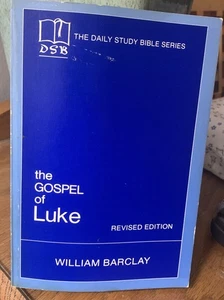 DSB
THE DAILY STUDY BIBLE SERIES
the
GOSPEL
of
Luke
REVISED EDITION
WILLIAM BARCLAY